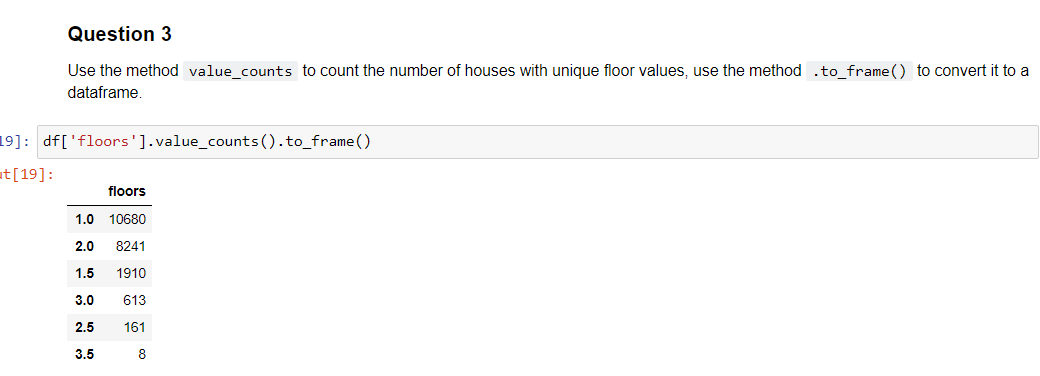 Question 3
Use the method value_counts to count the number of houses with unique floor values, use the method .to_frame() to convert it to a
dataframe.
19]: df['floors'].value_counts().to_frame()
ut[19]:
floors
1.0 10680
2.0 8241
1.5 1910
3.0 613
2.5 161
3.5 8